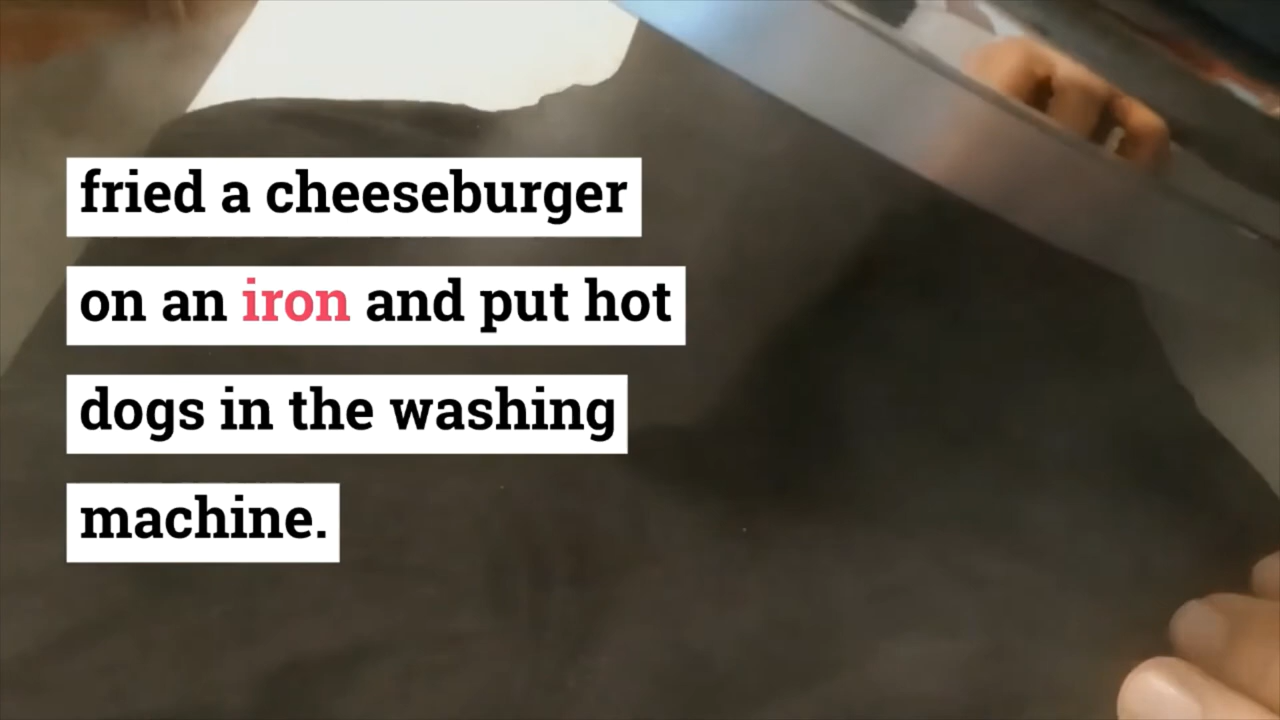 fried a cheeseburger
on an iron and put hot
dogs in the washing
machine.